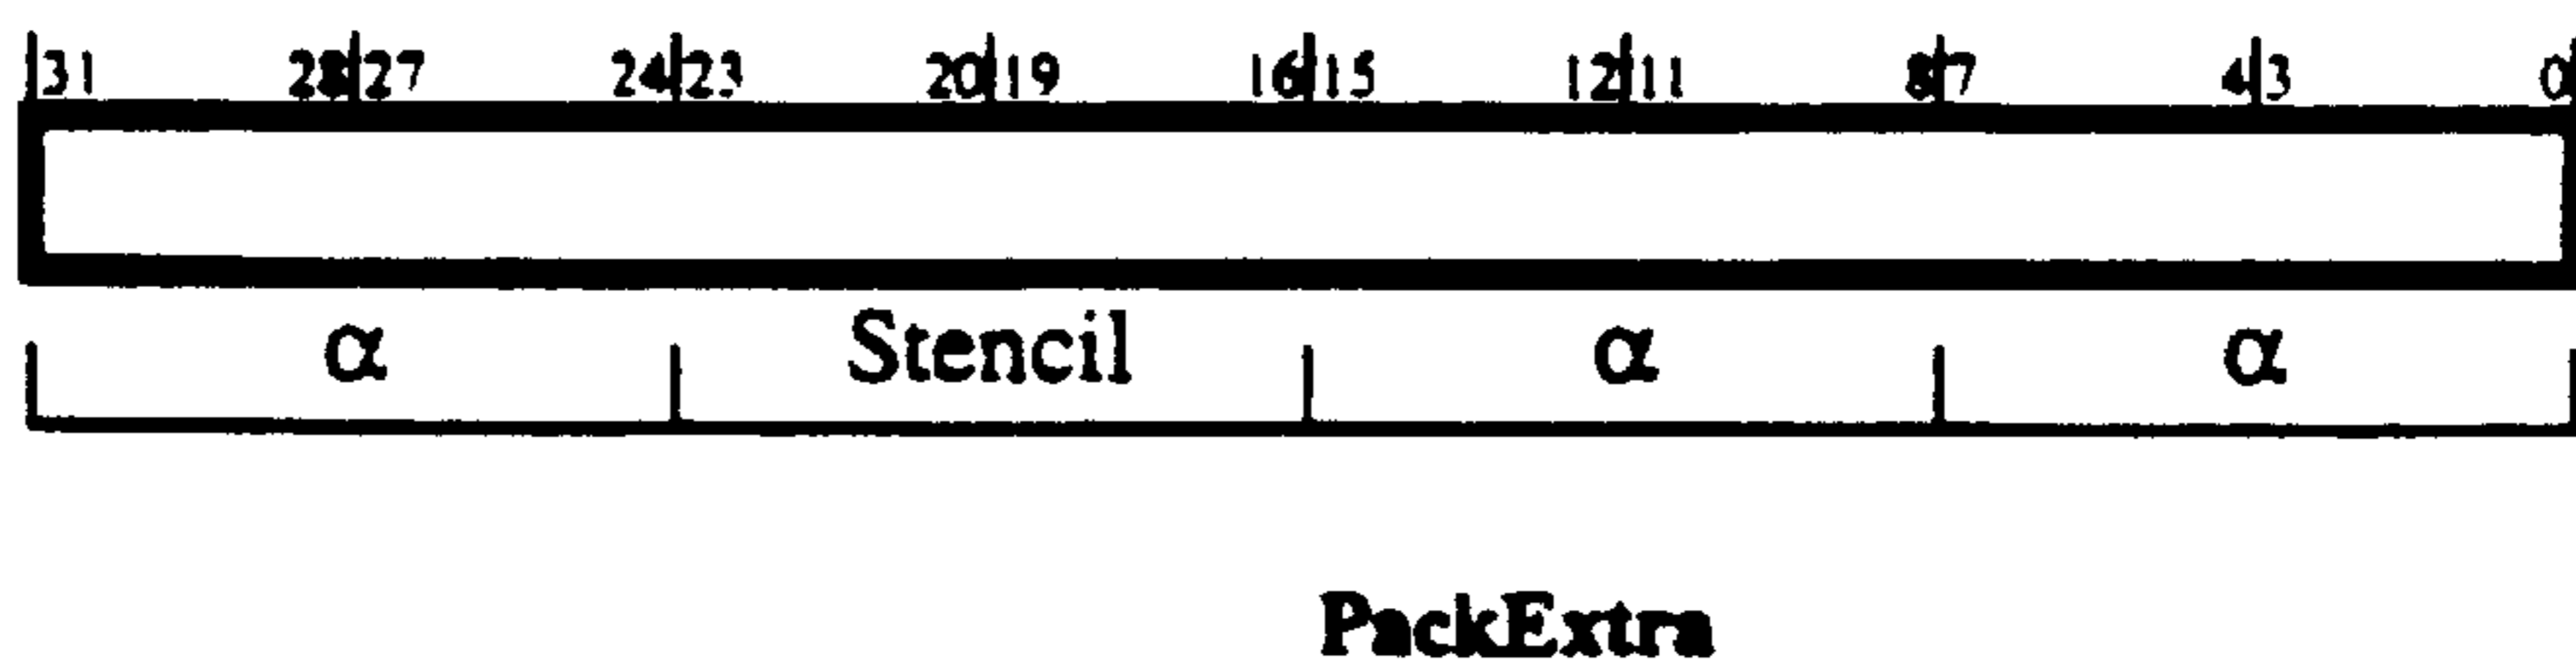 31 28 27 24 23 20 19 16 15 12 11 8 7 4 3 0
α Stencil α α
PackExtra